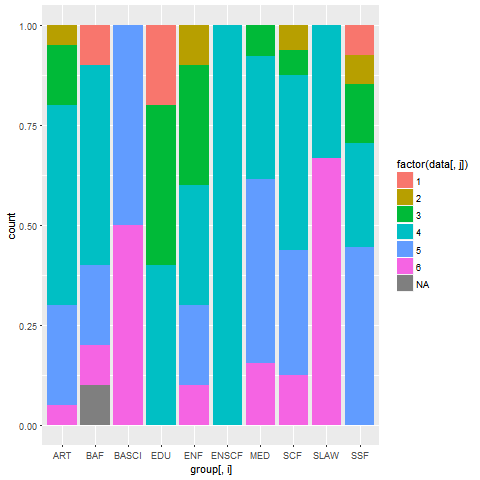 1.00
0.75
0.50
0.25
0.00
count
ART BAF BASCI EDU ENF ENSCF MED SCF SLAW SSF
group[, i]
factor(data[, j])
1
2
3
4
5
6
NA